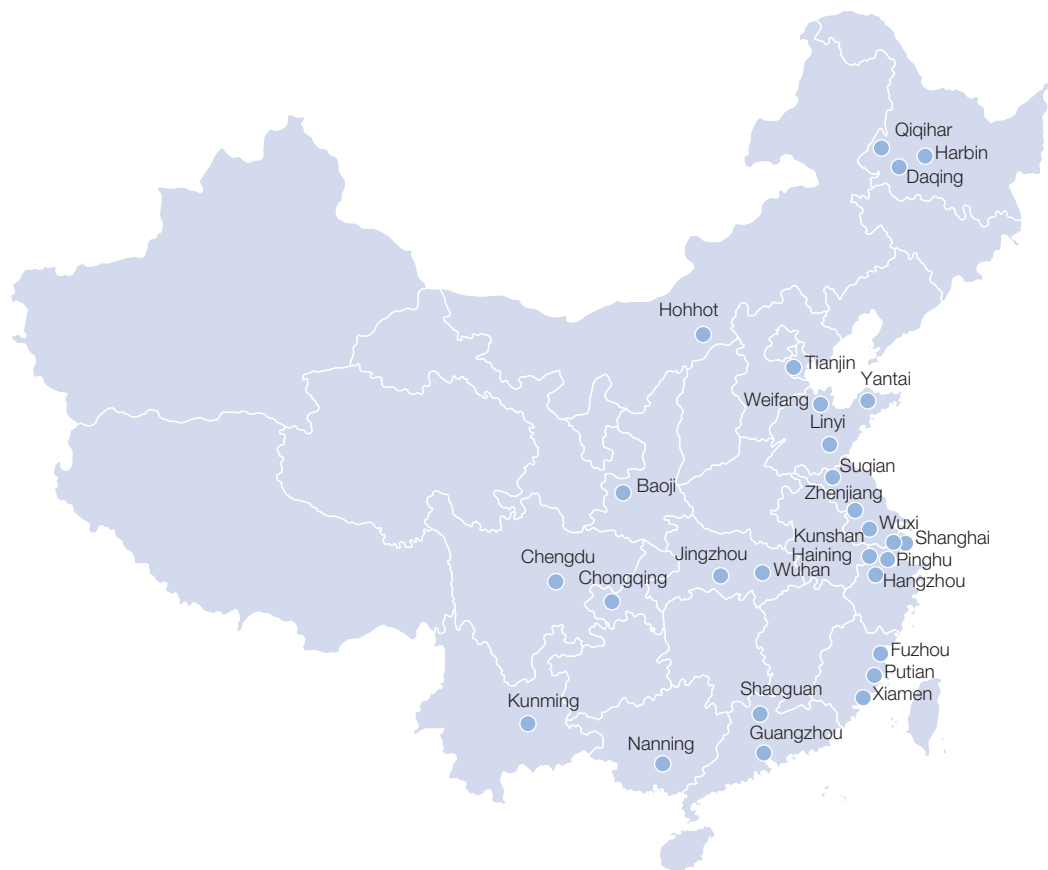 Qiqihar
Harbin
Daqing
Hohhot
Tianjin
Yantai
Weifang
Linyi
Suqian
Baoji
Zhenjiang
Wuxi
Kunshan
Shanghai
Haining
Pinghu
Hangzhou
Jingzhou
Wuhan
Chengdu
Chongqing
Fuzhou
Putian
Xiamen
Shaoguan
Kunming
Guangzhou
Nanning